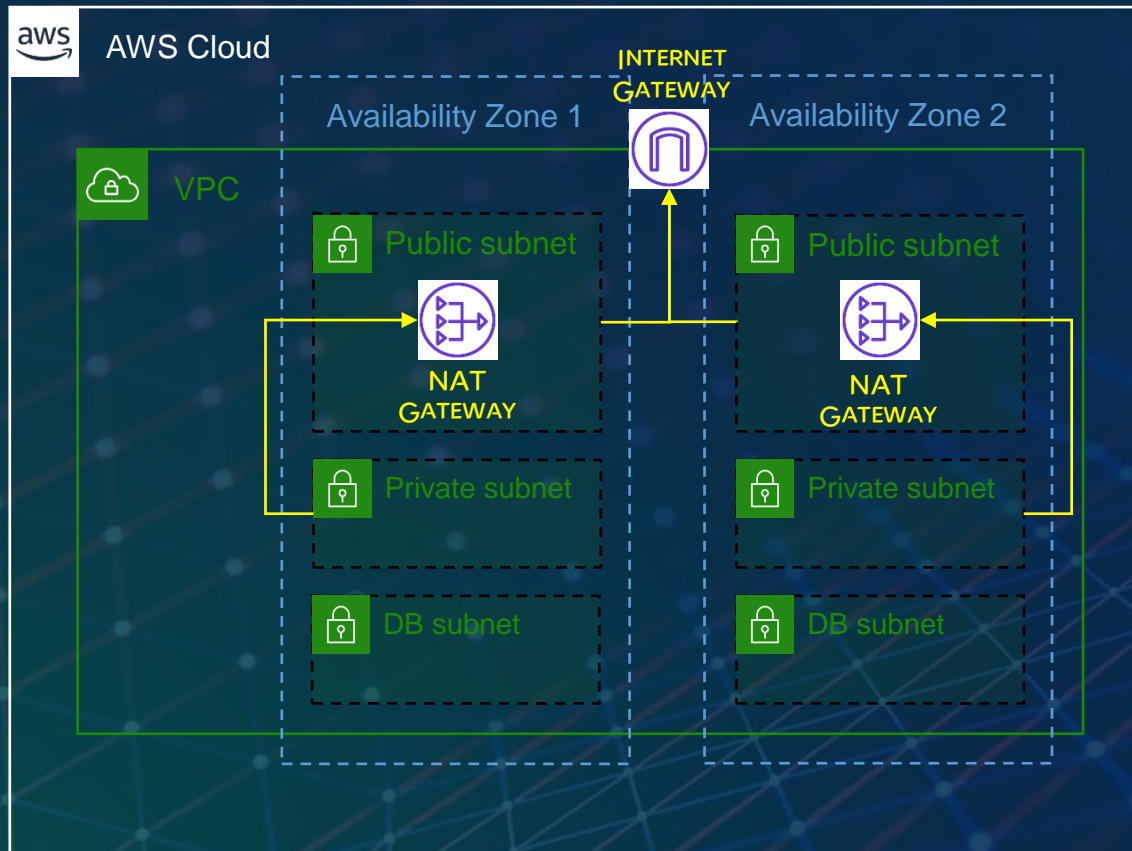 aws
AWS Cloud
INTERNET
GATEWAY
Availability Zone 1
Availability Zone 2
VPC
Public subnet
Public subnet
NAT
GATEWAY
NAT
GATEWAY
Private subnet
Private subnet
DB subnet
DB subnet